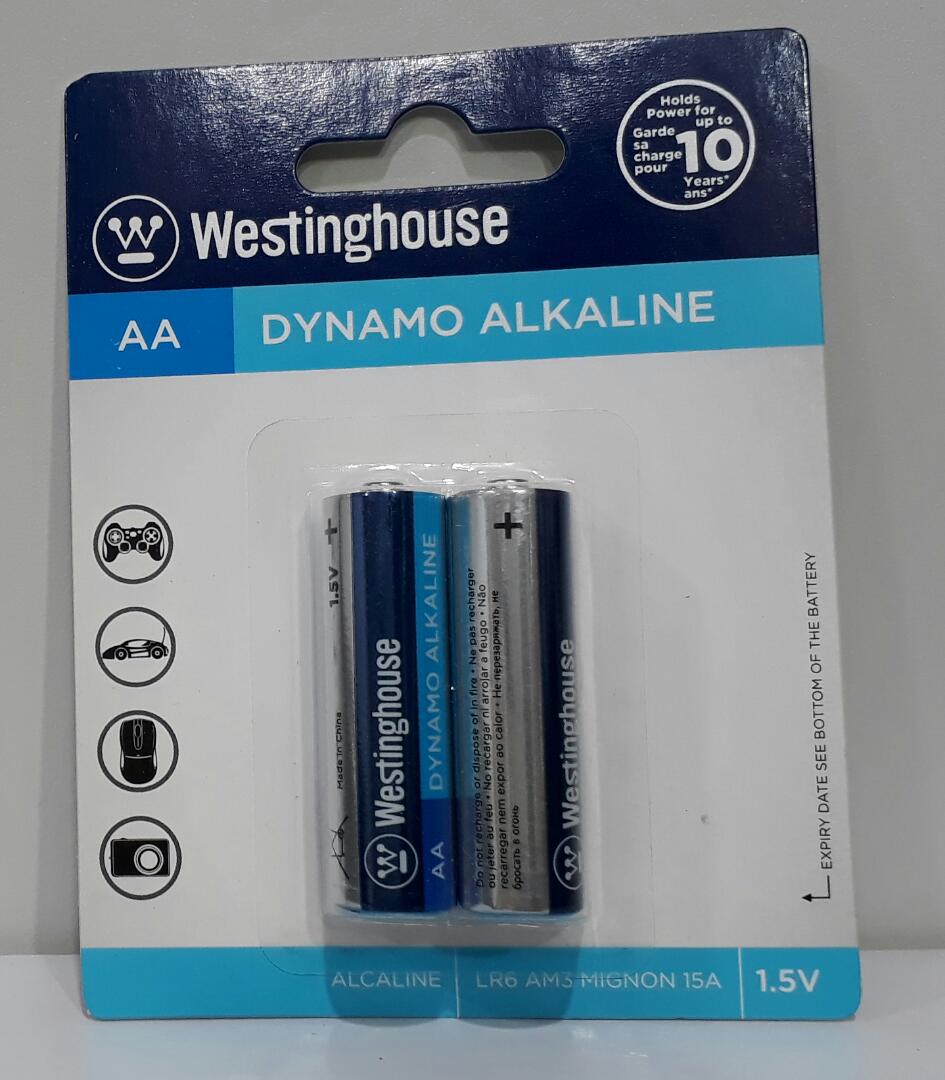 Holds
Power for
up to
Garde
sa
charge
pour
10
Years*
ans*
Westinghouse
AA
DYNAMO ALKALINE
+
1.5V
Made in China
Westinghouse
AA DYNAMO ALKALINE
+
Do not recharge or dispose of in fire • Ne pas recharger
ou jeter au feu • No recargar ni arrojar a feugo • Não
recarregar nem expor ao calor • Не перезаряжать, не
бросать в огонь
Westinghouse
EXPIRY DATE SEE BOTTOM OF THE BATTERY
ALCALINE
LR6 AM3 MIGNON 15A
1.5V